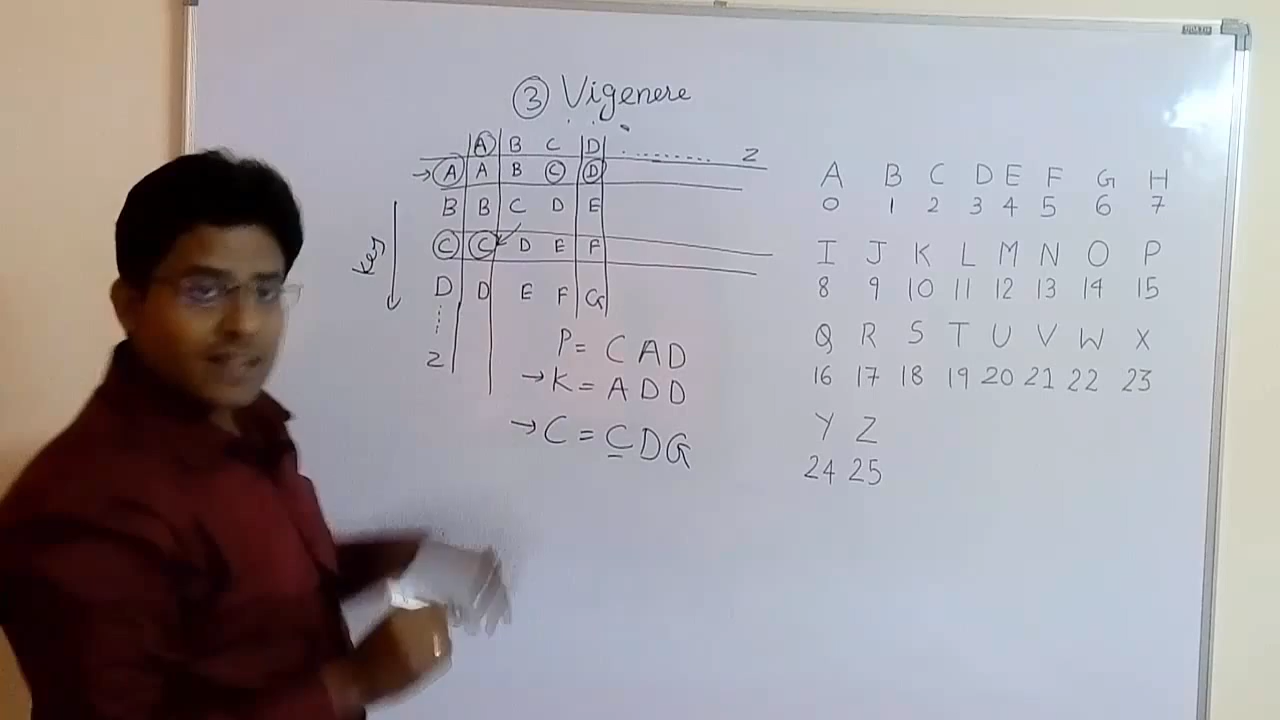 ③ Vigenere
A B C D ......... Z
→ A A B C D
B B C D E
Key
C C D E F
D D E F G
⋮
Z
P = C A D
→ K = A D D
→ C = C D G
A B C D E F G H
0 1 2 3 4 5 6 7
I J K L M N O P
8 9 10 11 12 13 14 15
Q R S T U V W X
16 17 18 19 20 21 22 23
Y Z
24 25